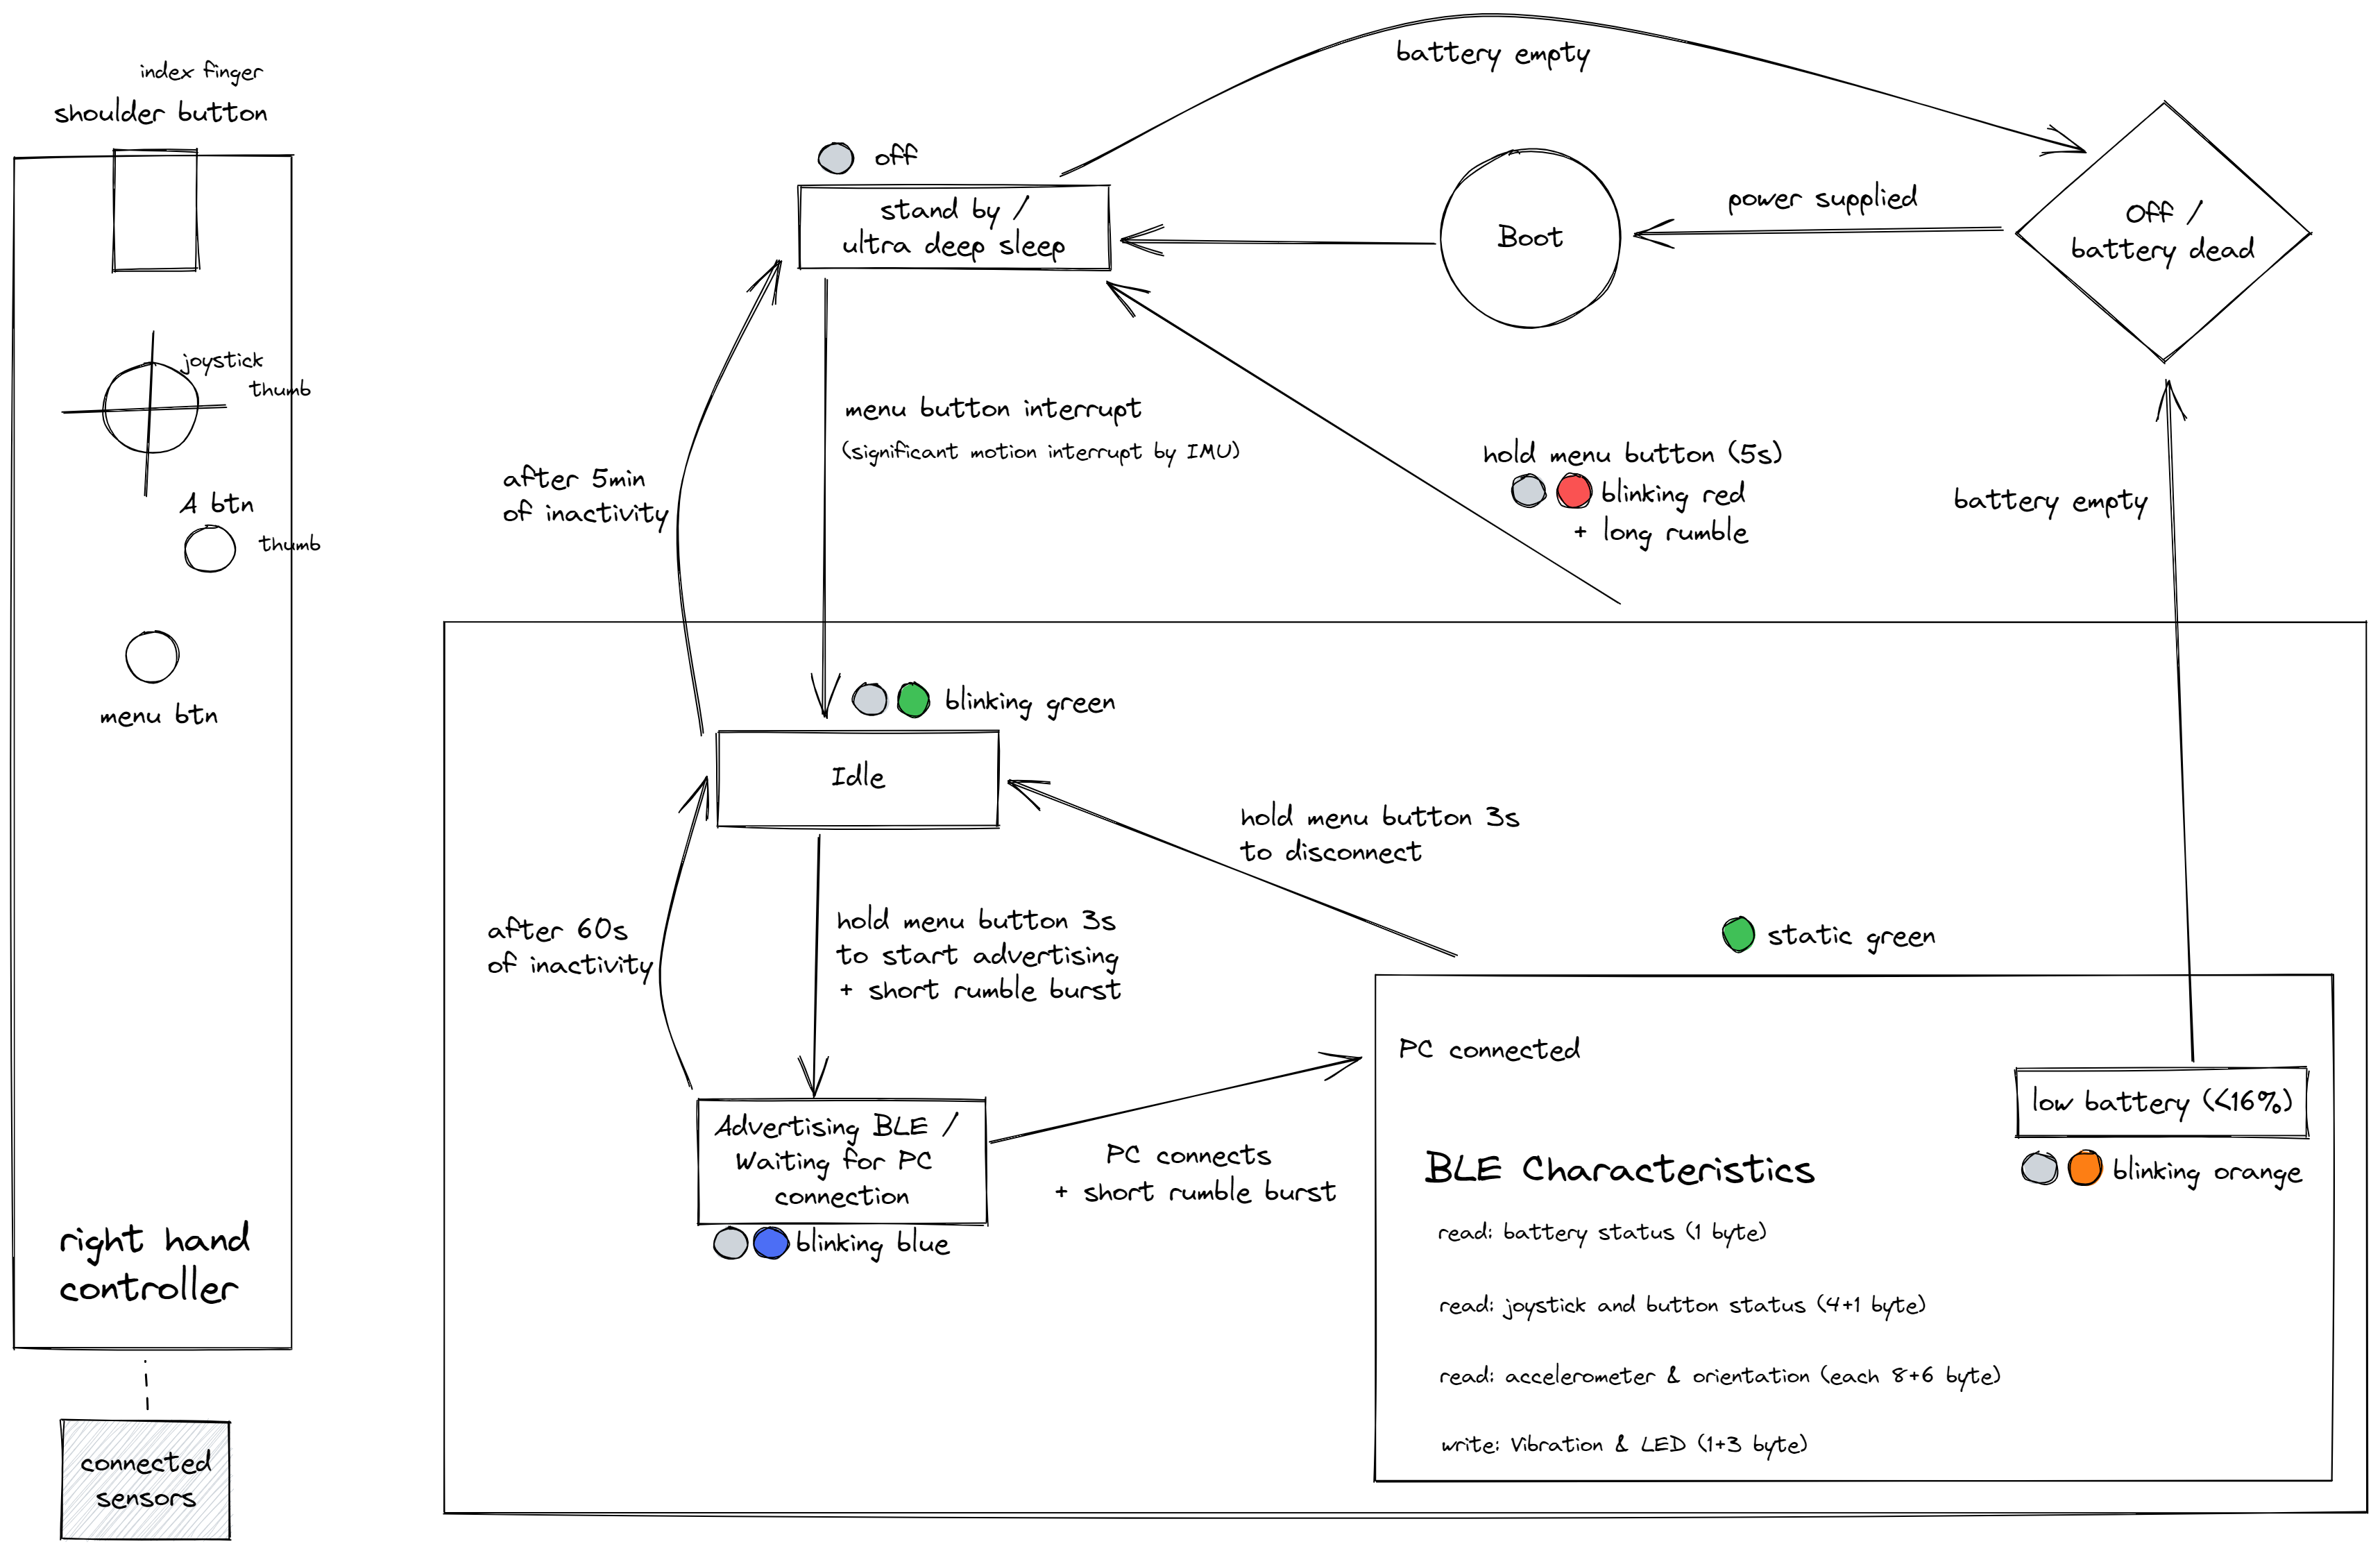 index finger
shoulder button
joystick
thumb
A btn
thumb
menu btn
right hand
controller
connected
sensors
battery empty
off
stand by /
ultra deep sleep
Boot
power supplied
Off /
battery dead
menu button interrupt
(significant motion interrupt by IMU)
after 5min
of inactivity
hold menu button (5s)
blinking red
+ long rumble
battery empty
blinking green
Idle
hold menu button 3s
to disconnect
after 60s
of inactivity
hold menu button 3s
to start advertising
+ short rumble burst
static green
Advertising BLE /
Waiting for PC
connection
blinking blue
PC connects
+ short rumble burst
PC connected
low battery (<16%)
blinking orange
BLE Characteristics
read: battery status (1 byte)
read: joystick and button status (4+1 byte)
read: accelerometer & orientation (each 8+6 byte)
write: Vibration & LED (1+3 byte)